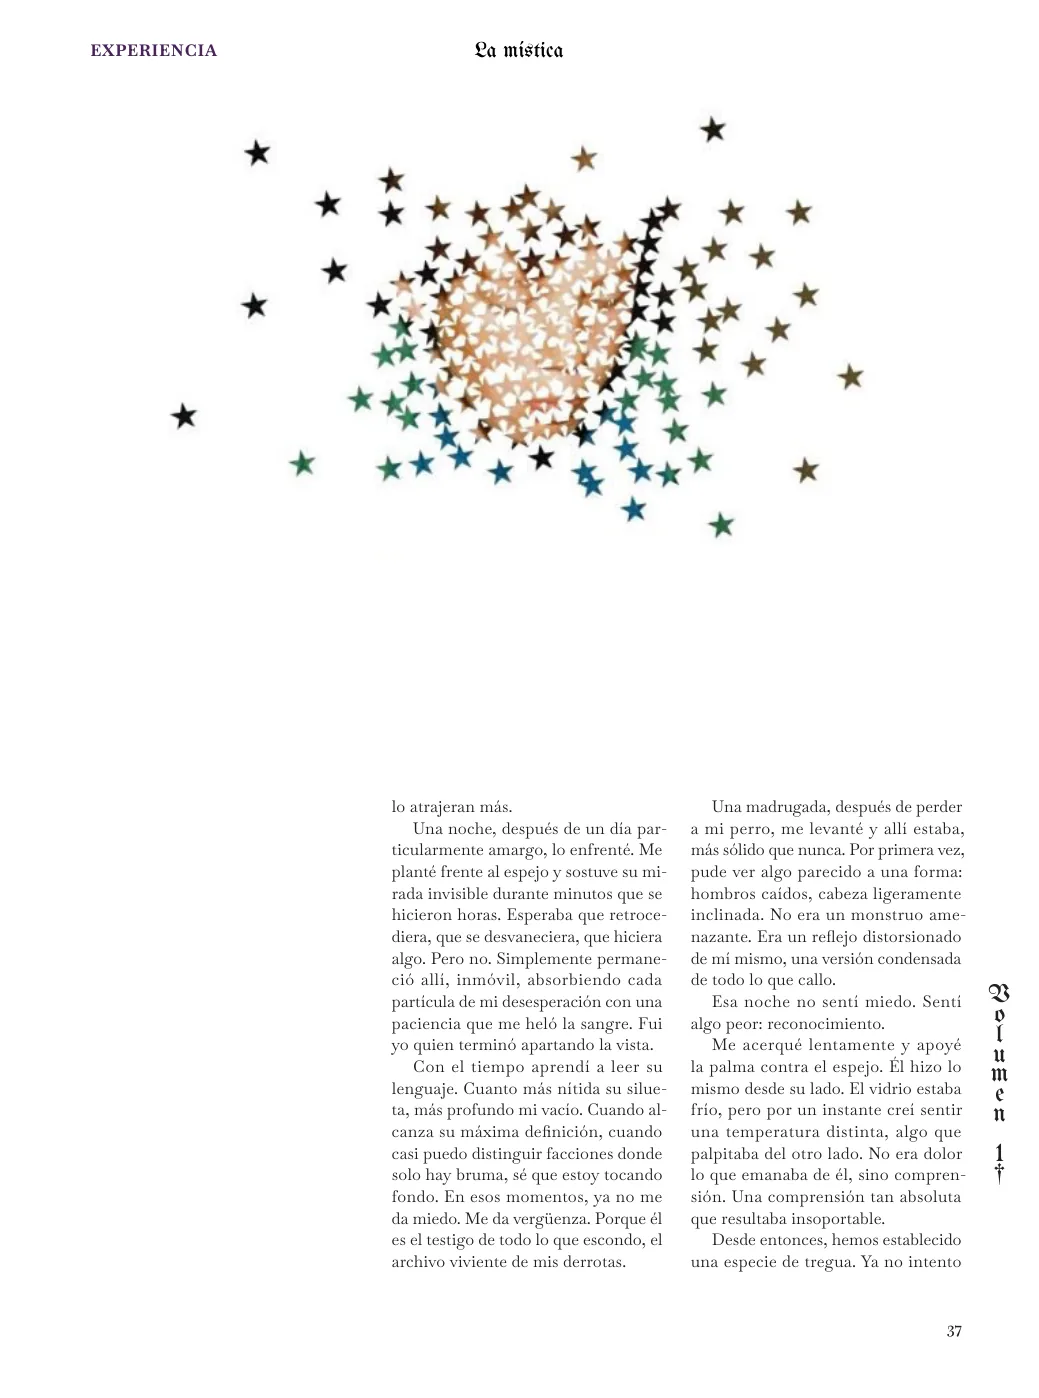 EXPERIENCIA
La mística
lo atrajeran más.
Una noche, después de un día par-
ticularmente amargo, lo enfrenté. Me
planté frente al espejo y sostuve su mi-
rada invisible durante minutos que se
hicieron horas. Esperaba que retroce-
diera, que se desvaneciera, que hiciera
algo. Pero no. Simplemente permane-
ció allí, inmóvil, absorbiendo cada
partícula de mi desesperación con una
paciencia que me heló la sangre. Fui
yo quien terminó apartando la vista.
Con el tiempo aprendí a leer su
lenguaje. Cuanto más nítida su silue-
ta, más profundo mi vacío. Cuando al-
canza su máxima definición, cuando
casi puedo distinguir facciones donde
solo hay bruma, sé que estoy tocando
fondo. En esos momentos, ya no me
da miedo. Me da vergüenza. Porque él
es el testigo de todo lo que escondo, el
archivo viviente de mis derrotas.
Una madrugada, después de perder
a mi perro, me levanté y allí estaba,
más sólido que nunca. Por primera vez,
pude ver algo parecido a una forma:
hombros caídos, cabeza ligeramente
inclinada. No era un monstruo ame-
nazante. Era un reflejo distorsionado
de mí mismo, una versión condensada
de todo lo que callo.
Esa noche no sentí miedo. Sentí
algo peor: reconocimiento.
Me acerqué lentamente y apoyé
la palma contra el espejo. Él hizo lo
mismo desde su lado. El vidrio estaba
frío, pero por un instante creí sentir
una temperatura distinta, algo que
palpitaba del otro lado. No era dolor
lo que emanaba de él, sino compren-
sión. Una comprensión tan absoluta
que resultaba insoportable.
Desde entonces, hemos establecido
una especie de tregua. Ya no intento
Volumen 1†
37